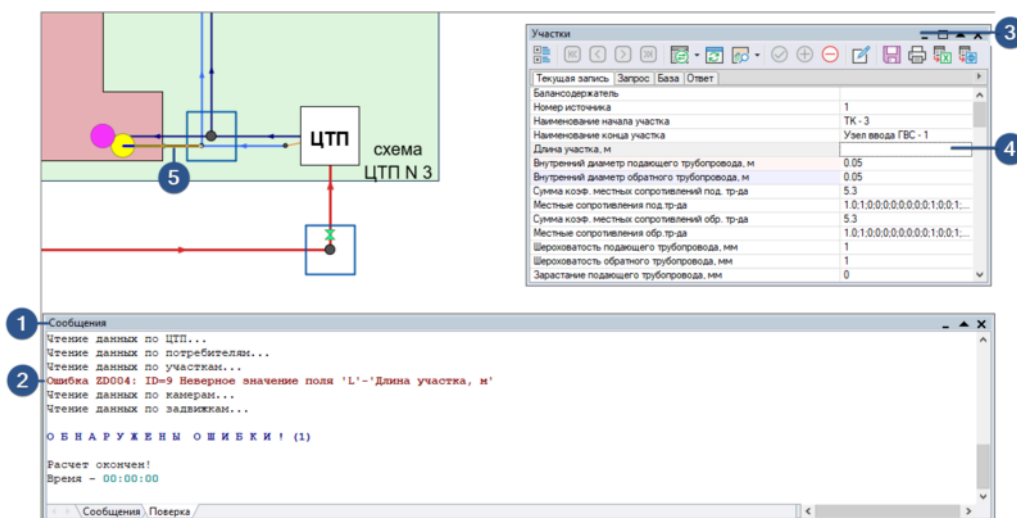 ЦТП
схема
ЦТП N 3
5
Участки
3
Текущая запись Запрос База Ответ
Балансодержатель
Номер источника 1
Наименование начала участка ТК - 3
Наименование конца участка Узел ввода ГВС - 1
Длина участка, м
4
Внутренний диаметр подающего трубопровода, м 0.05
Внутренний диаметр обратного трубопровода, м 0.05
Сумма коэф. местных сопротивлений под. тр-да 5.3
Местные сопротивления под.тр-да 1.0;1;0;0;0;0;0;0;0;0;1;0;0;1;...
Сумма коэф. местных сопротивлений обр. тр-да 5.3
Местные сопротивления обр.тр-да 1.0;1;0;0;0;0;0;0;0;0;1;0;0;1;...
Шероховатость подающего трубопровода, мм 1
Шероховатость обратного трубопровода, мм 1
Зарастание подающего трубопровода, мм 0
1
Сообщения
Чтение данных по ЦТП...
Чтение данных по потребителям...
Чтение данных по участкам...
2
Ошибка ZD004: ID=9 Неверное значение поля 'L'-'Длина участка, м'
Чтение данных по камерам...
Чтение данных по задвижкам...
О Б Н А Р У Ж Е Н Ы О Ш И Б К И ! (1)
Расчет окончен!
Время - 00:00:00
Сообщения Поверка